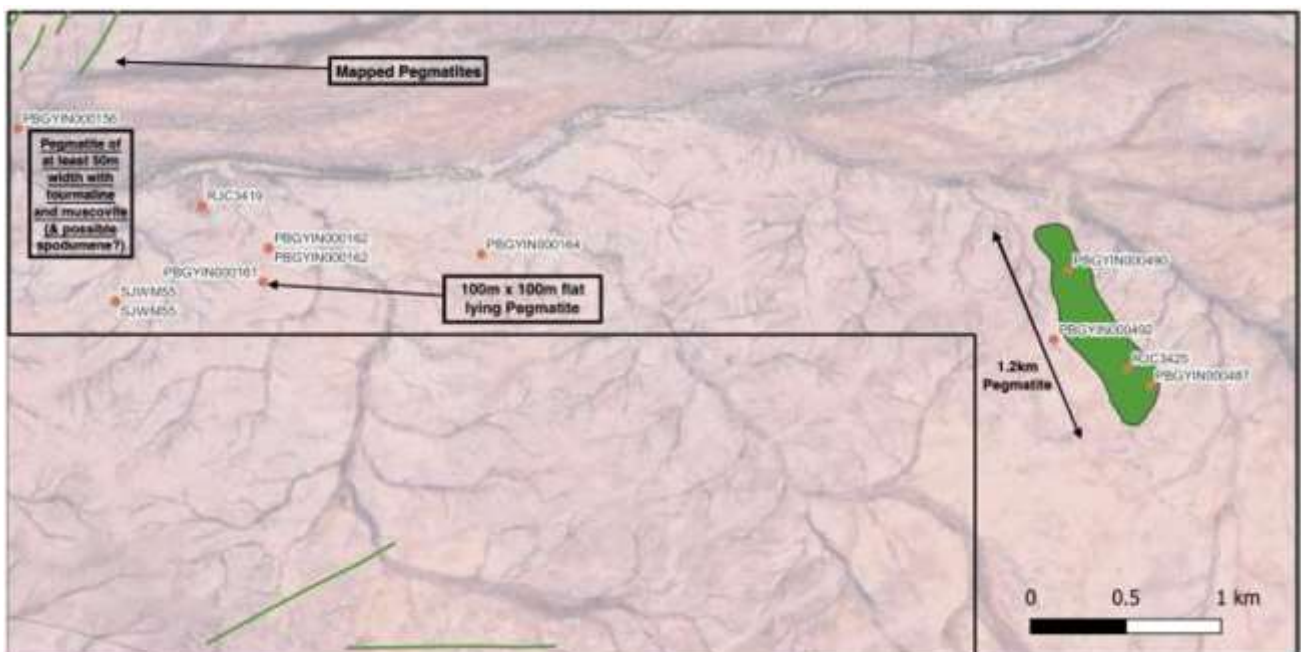 Mapped Pegmatites
PBGYIN000156
Pegmatite of
at least 50m
width with
tourmaline
and muscovite
(& possible
spodumene?)
RJC3419
PBGYIN000162
PBGYIN000162
PBGYIN000164
PBGYIN000161
SJWM55
SJWM55
100m x 100m flat
lying Pegmatite
PBGYIN000490
PBGYIN000492
RJC3425
PBGYIN000487
1.2km
Pegmatite
0 0.5 1 km